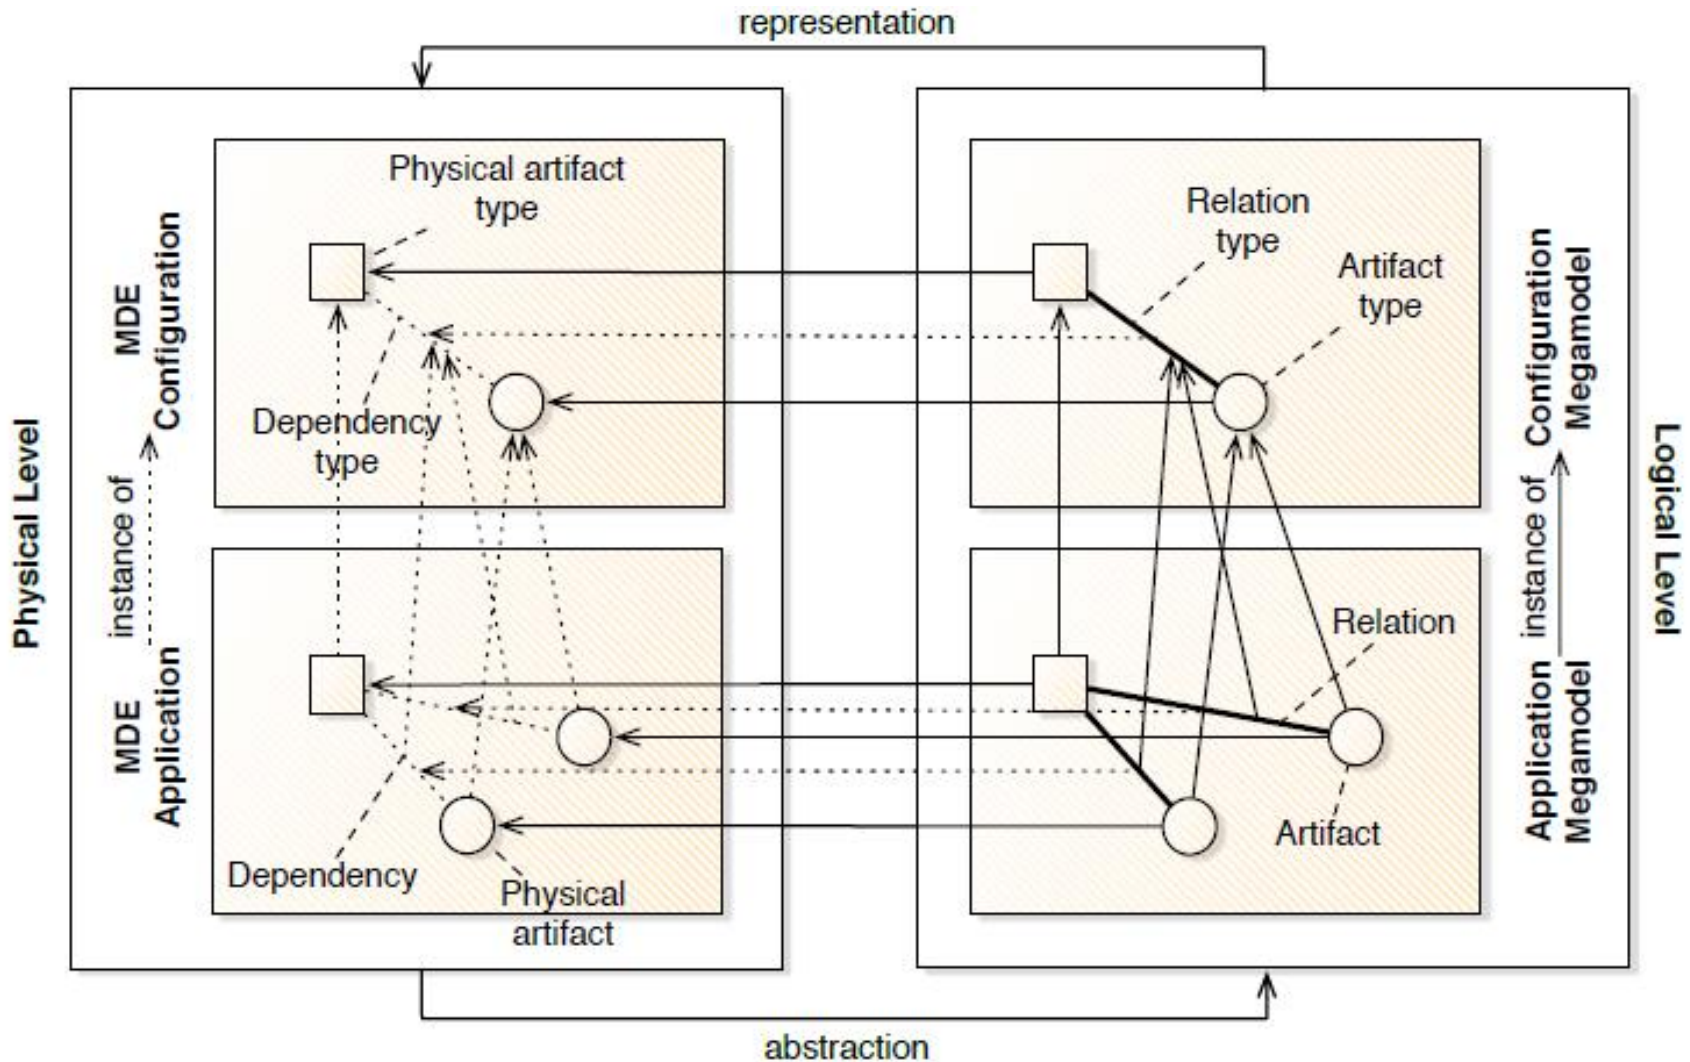 representation
Physical Level
MDE
Configuration
instance of
MDE
Application
Physical artifact
type
Dependency
type
Dependency
Physical
artifact
Relation
type
Artifact
type
Relation
Artifact
Configuration
Megamodel
instance of
Application
Megamodel
Logical Level
abstraction